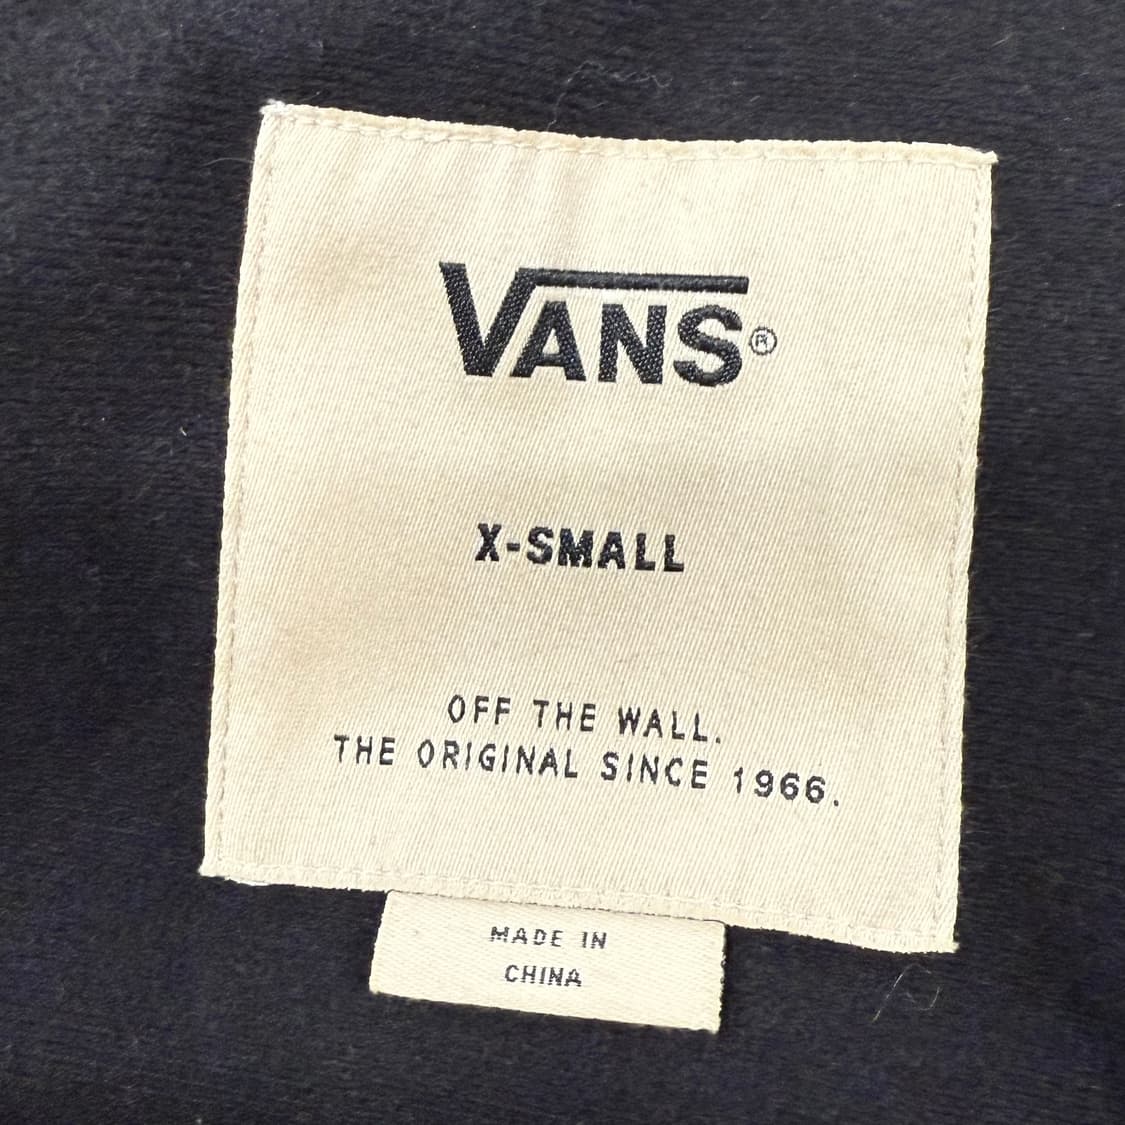 VANS®
X-SMALL
OFF THE WALL.
THE ORIGINAL SINCE 1966.
MADE IN
CHINA